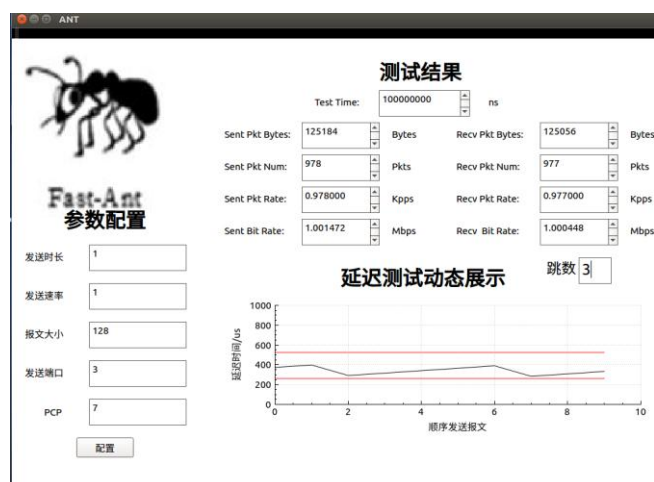 ANT
测试结果
Test Time: 100000000 ns
Sent Pkt Bytes: 125184 Bytes Recv Pkt Bytes: 125056 Bytes
Sent Pkt Num: 978 Pkts Recv Pkt Num: 977 Pkts
Sent Pkt Rate: 0.978000 Kpps Recv Pkt Rate: 0.977000 Kpps
Sent Bit Rate: 1.001472 Mbps Recv Bit Rate: 1.000448 Mbps
Fast-Ant
参数配置
发送时长 1
发送速率 1
报文大小 128
发送端口 3
PCP 7
配置
延迟测试动态展示
跳数 3
延迟时间/us
1000
800
600
400
200
0
0 2 4 6 8 10
顺序发送报文